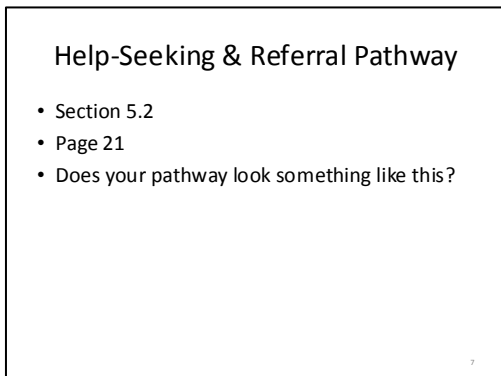 Help-Seeking & Referral Pathway
• Section 5.2
• Page 21
• Does your pathway look something like this?
7